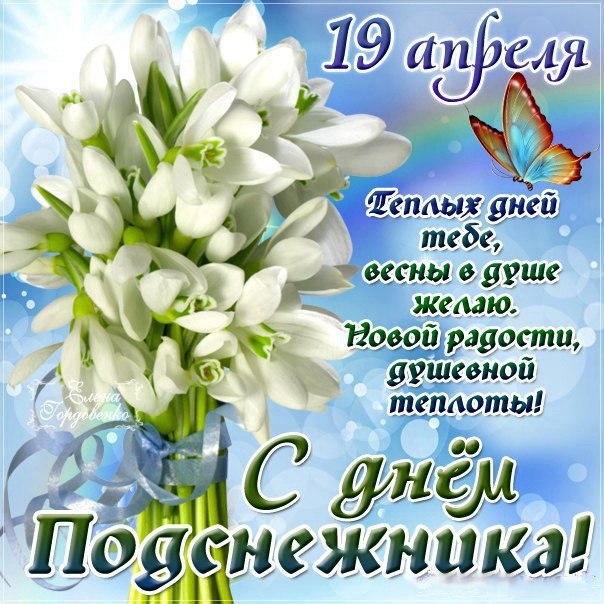 19 апреля
Теплых дней
тебе,
весны в душе
желаю.
Новой радости,
душевной
теплоты!
Елена
Гордовенко
С днём
Подснежника!